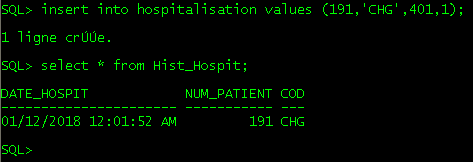 SQL> insert into hospitalisation values (191,'CHG',401,1);
1 ligne crÚÚe.
SQL> select * from Hist_Hospit;
DATE_HOSPIT NUM_PATIENT COD
---------------------- ----------- ---
01/12/2018 12:01:52 AM 191 CHG
SQL>